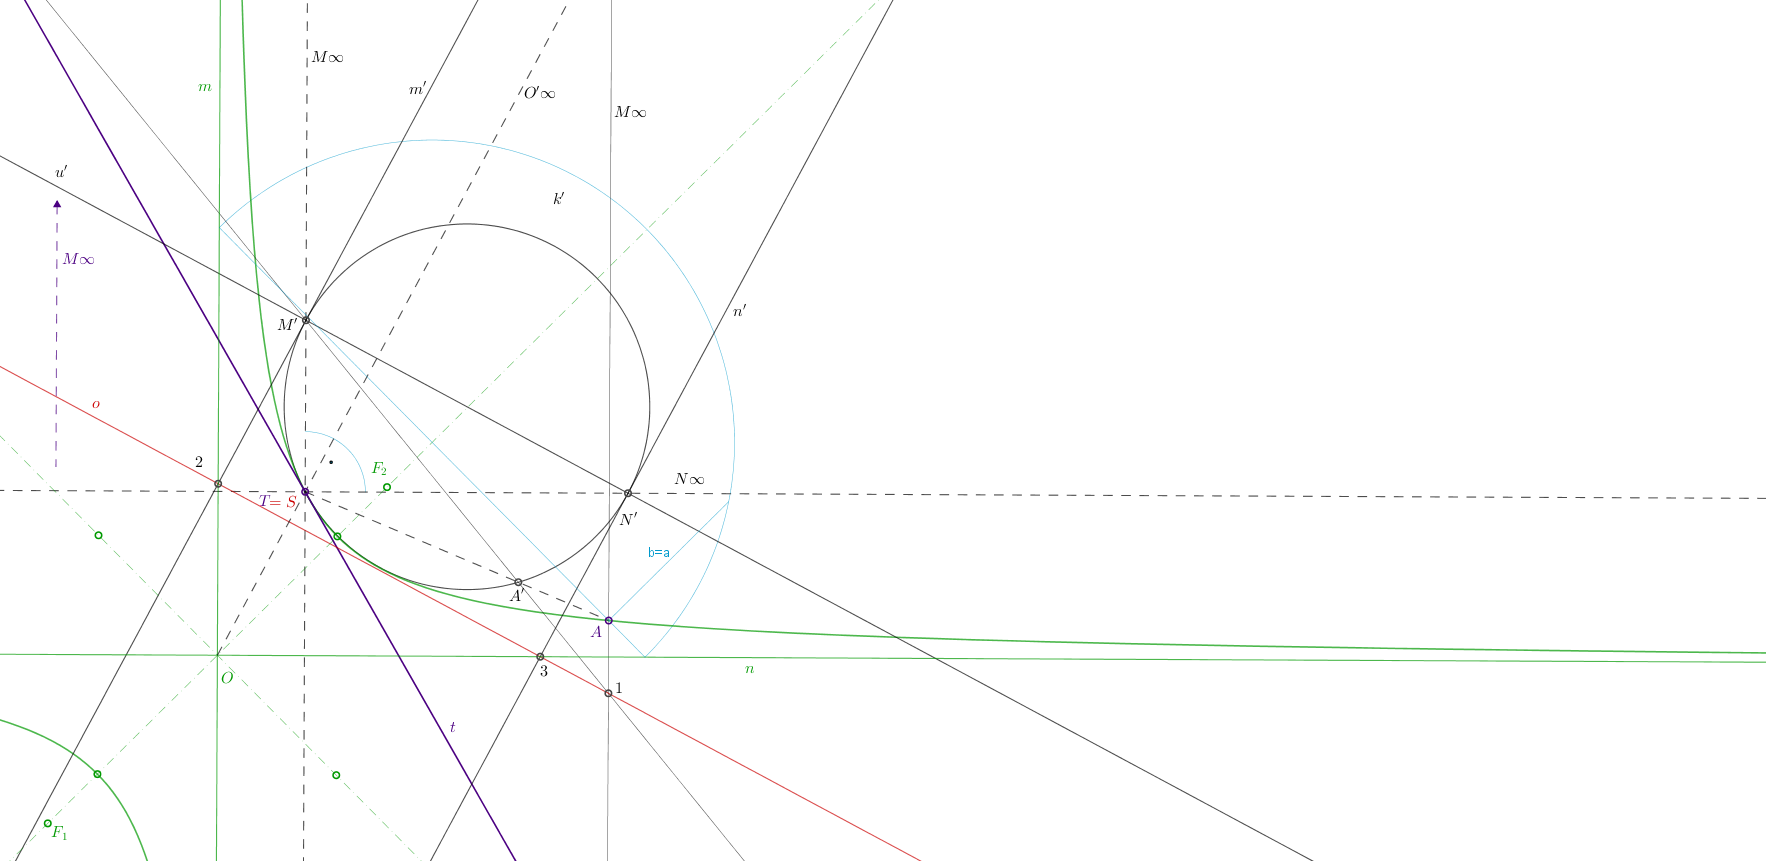 M∞
m
m′
O′∞
M∞
u′
k′
M∞
n′
M′
o
2
F₂
N∞
T= S
N′
b=a
A′
A
3
n
O
1
t
F₁